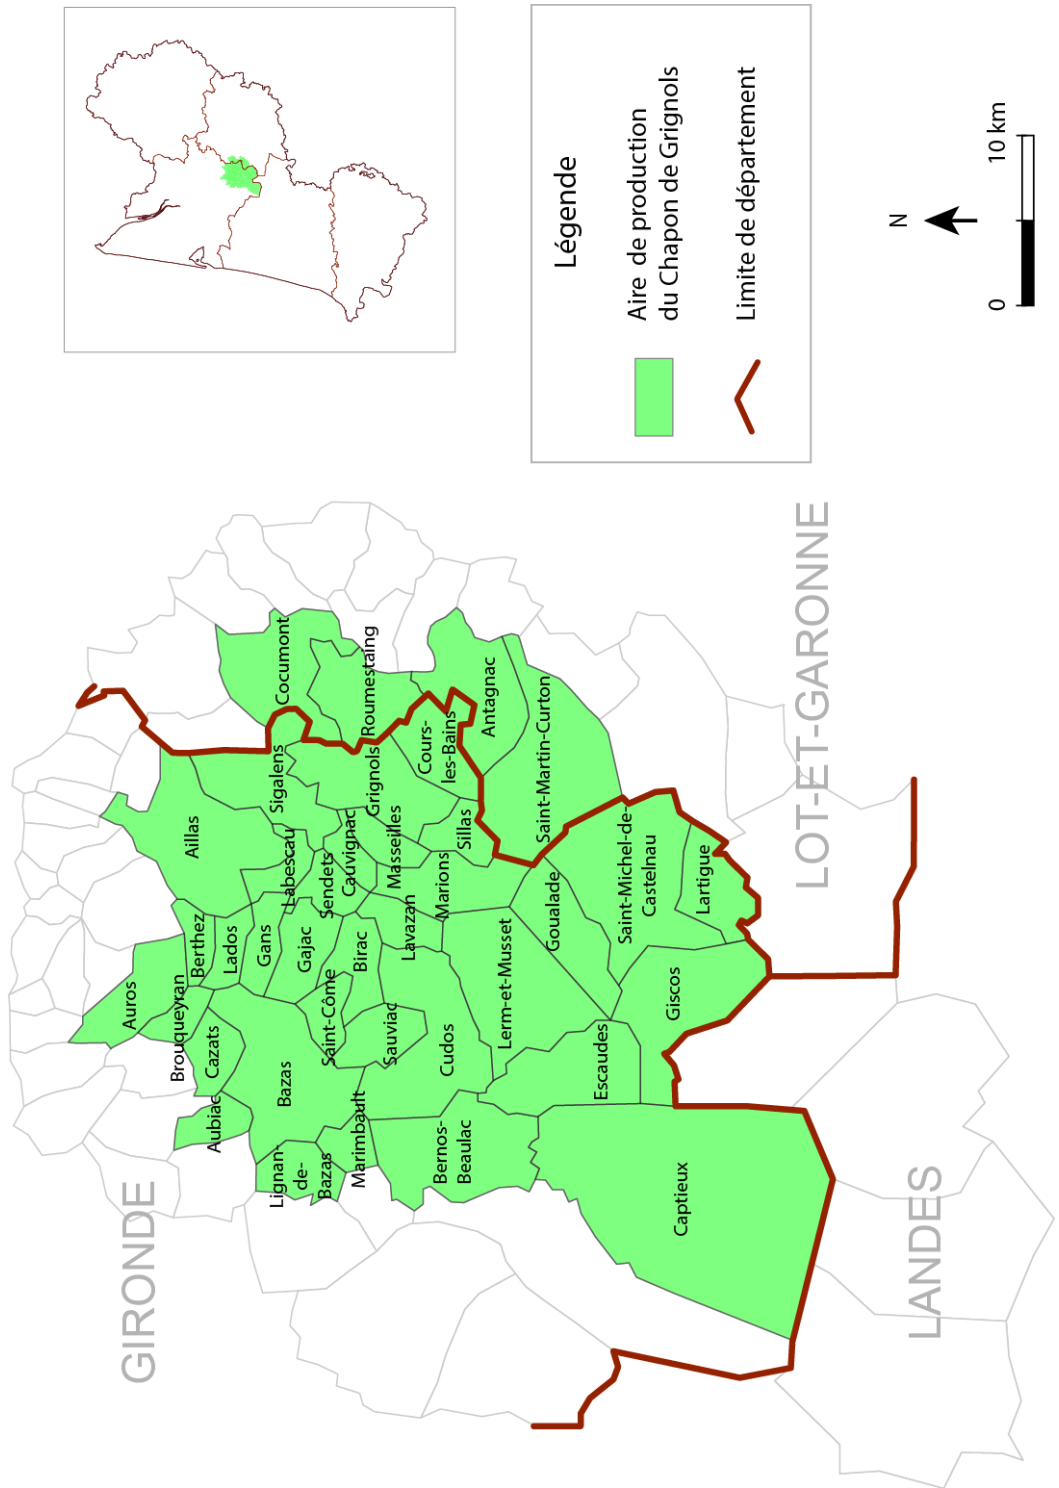 GIRONDE
LOT-ET-GARONNE
LANDES
Auros
Brouqueyran
Berthez
Aillas
Aubiac
Cazats
Lados
Gans
Labescau
Sigalens
Cocumont
Lignan-
de-
Bazas
Bazas
Gajac
Sendets
Cauvignac
Grignols
Roumestaing
Marimbault
Saint-Côme
Birac
Sauviac
Lavazan
Masseilles
Cours-
les-Bains
Antagnac
Bernos-
Beaulac
Cudos
Marions
Sillas
Lerm-et-Musset
Goualade
Saint-Martin-Curton
Escaudes
Saint-Michel-de-
Castelnau
Captieux
Giscos
Lartigue
Légende
Aire de production
du Chapon de Grignols
Limite de département
N
0
10 km